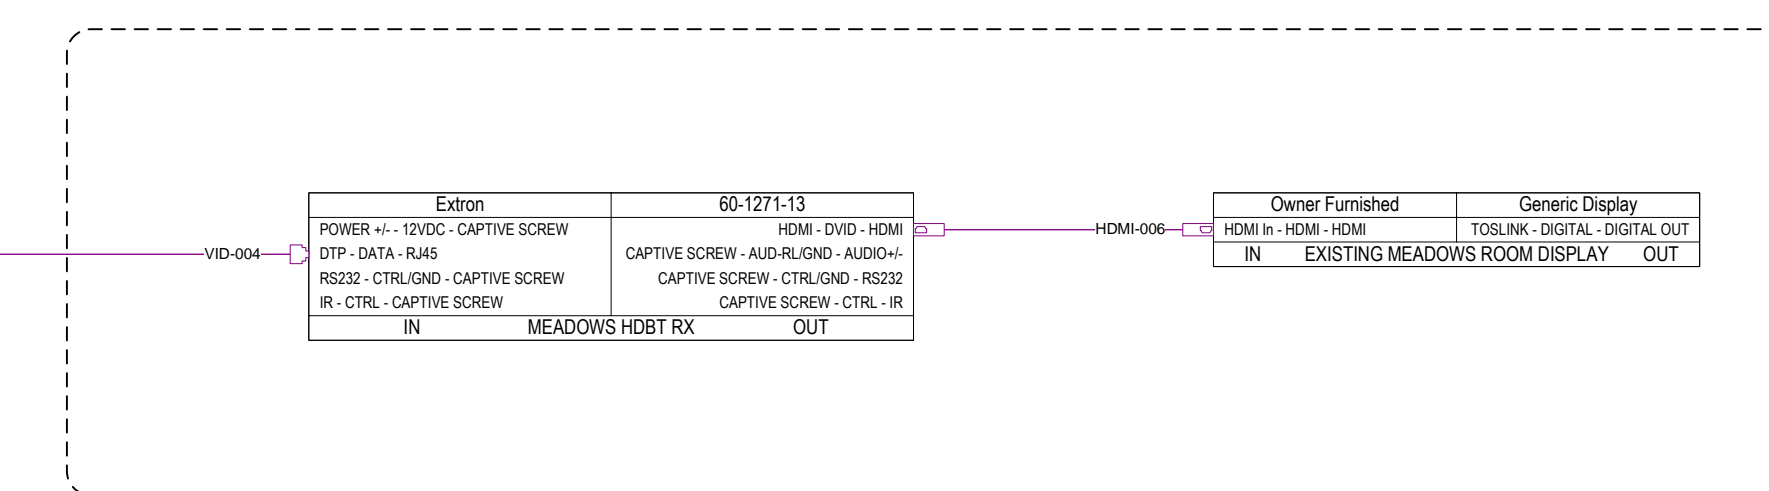 Extron 60-1271-13
POWER +/- - 12VDC - CAPTIVE SCREW HDMI - DVID - HDMI
VID-004 DTP - DATA - RJ45 CAPTIVE SCREW - AUD-RL/GND - AUDIO+/-
RS232 - CTRL/GND - CAPTIVE SCREW CAPTIVE SCREW - CTRL/GND - RS232
IR - CTRL - CAPTIVE SCREW CAPTIVE SCREW - CTRL - IR
IN MEADOWS HDBT RX OUT
HDMI-006
Owner Furnished Generic Display
HDMI In - HDMI - HDMI TOSLINK - DIGITAL - DIGITAL OUT
IN EXISTING MEADOWS ROOM DISPLAY OUT